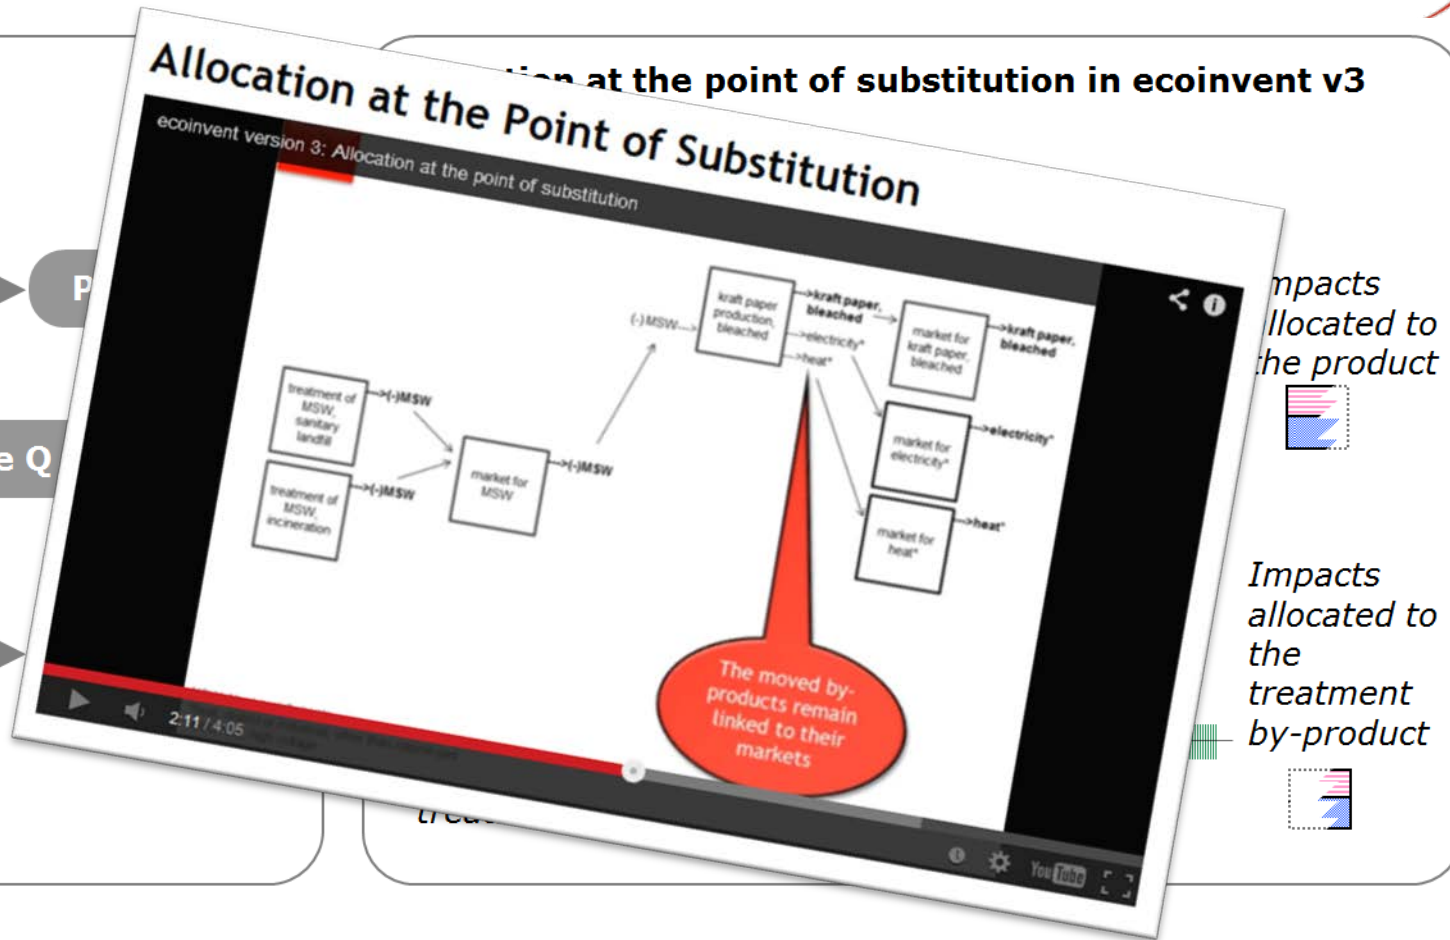 Allocation at the Point of Substitution
at the point of substitution in ecoinvent v3
ecoinvent version 3: Allocation at the point of substitution
P
e Q
treatment of
MSW,
sanitary
landfill
->(-)MSW
treatment of
MSW,
incineration
->(-)MSW
market for
MSW
->(-)MSW
(-)MSW
kraft paper
production,
bleached
->kraft paper,
bleached
->electricity*
->heat*
market for
kraft paper,
bleached
->kraft paper,
bleached
market for
electricity*
->electricity*
market for
heat*
->heat*
The moved by-
products remain
linked to their
markets
2:11 / 4:05
YouTube
mpacts
llocated to
the product
Impacts
allocated to
the
treatment
by-product